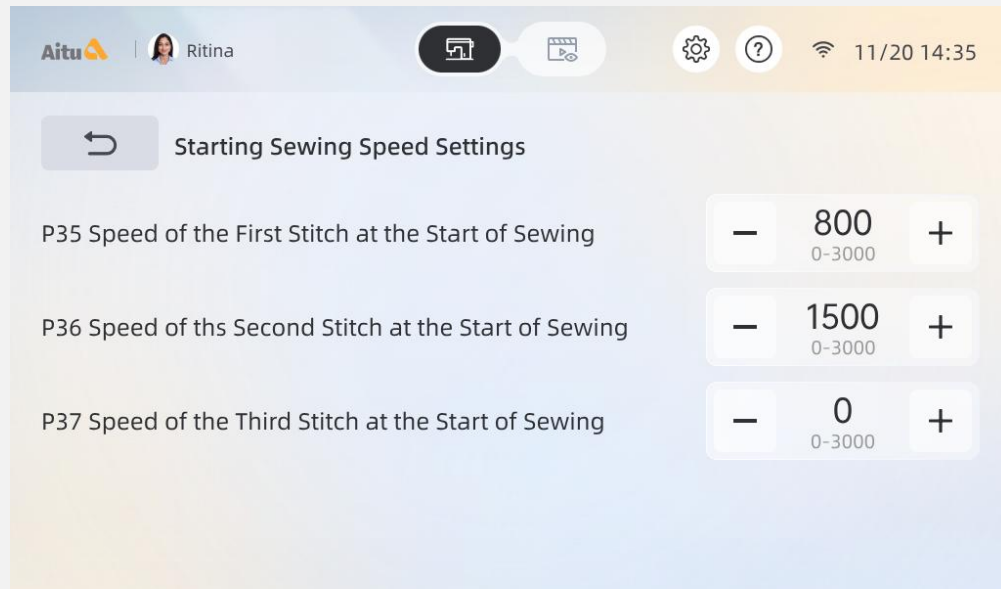 Aitu
Ritina
11/20 14:35
Starting Sewing Speed Settings
P35 Speed of the First Stitch at the Start of Sewing
− 800 +
0-3000
P36 Speed of ths Second Stitch at the Start of Sewing
− 1500 +
0-3000
P37 Speed of the Third Stitch at the Start of Sewing
− 0 +
0-3000